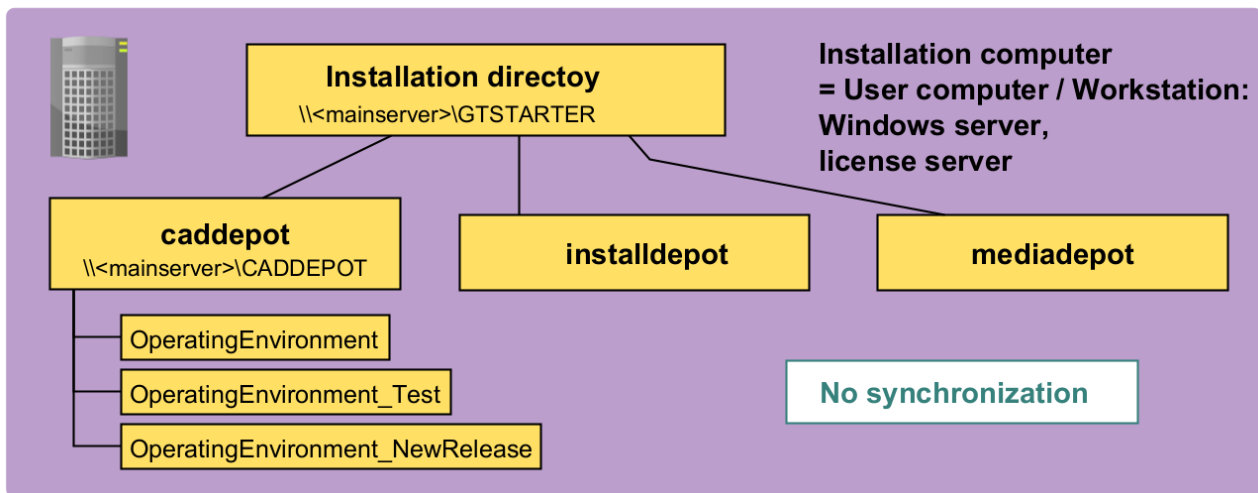 Installation directoy
\\<mainserver>\GTSTARTER
Installation computer
= User computer / Workstation:
Windows server,
license server
caddepot
\\<mainserver>\CADDEPOT
installdepot
mediadepot
OperatingEnvironment
OperatingEnvironment_Test
OperatingEnvironment_NewRelease
No synchronization